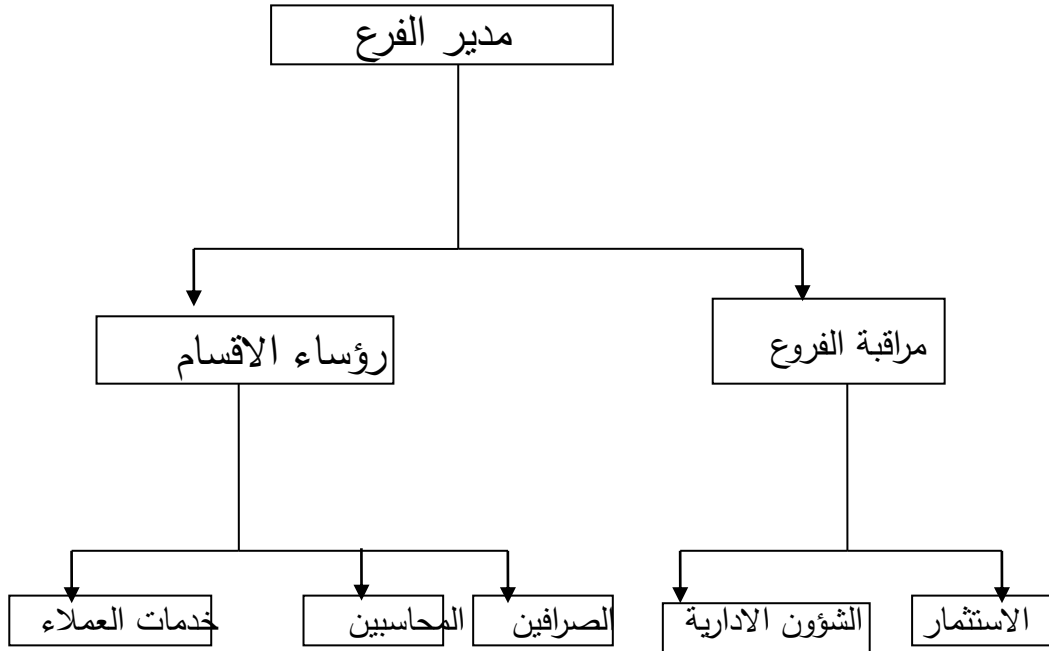 مدير الفرع
مراقبة الفروع
رؤساء الاقسام
الاستثمار
الشؤون الادارية
الصرافين
المحاسبين
خدمات العملاء